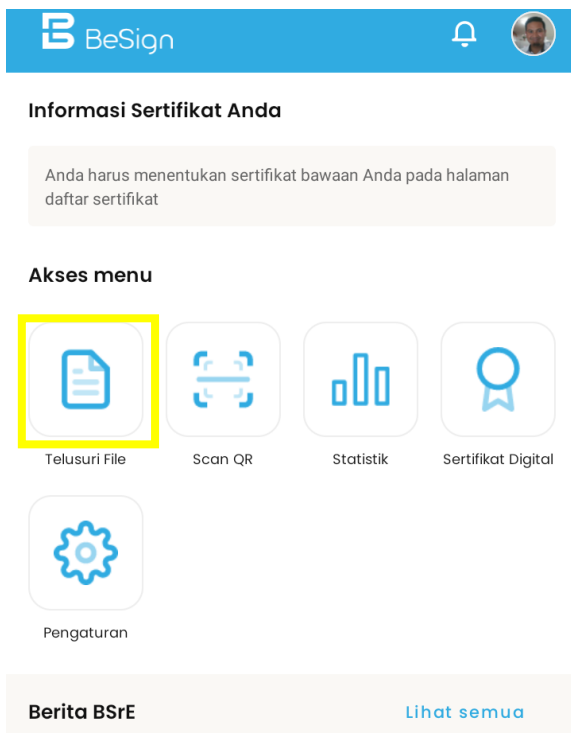 BeSign
Informasi Sertifikat Anda
Anda harus menentukan sertifikat bawaan Anda pada halaman
daftar sertifikat
Akses menu
Telusuri File
Scan QR
Statistik
Sertifikat Digital
Pengaturan
Berita BSrE
Lihat semua